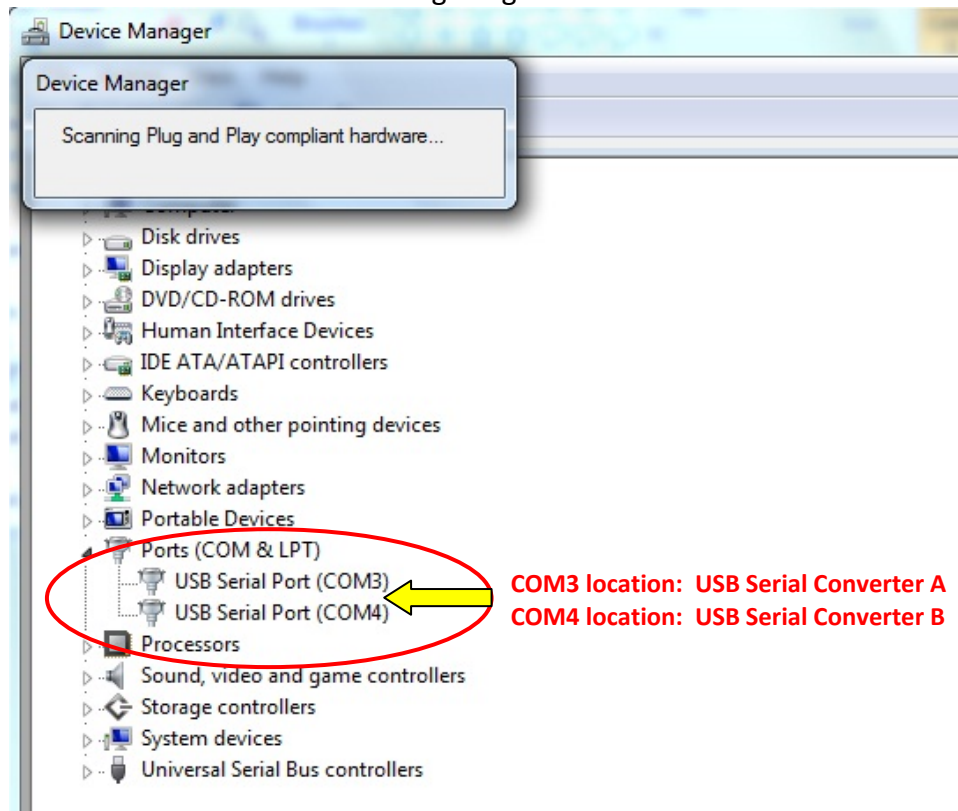 Device Manager
Device Manager
Scanning Plug and Play compliant hardware...
Disk drives
Display adapters
DVD/CD-ROM drives
Human Interface Devices
IDE ATA/ATAPI controllers
Keyboards
Mice and other pointing devices
Monitors
Network adapters
Portable Devices
Ports (COM & LPT)
USB Serial Port (COM3)
COM3 location: USB Serial Converter A
USB Serial Port (COM4)
COM4 location: USB Serial Converter B
Processors
Sound, video and game controllers
Storage controllers
System devices
Universal Serial Bus controllers